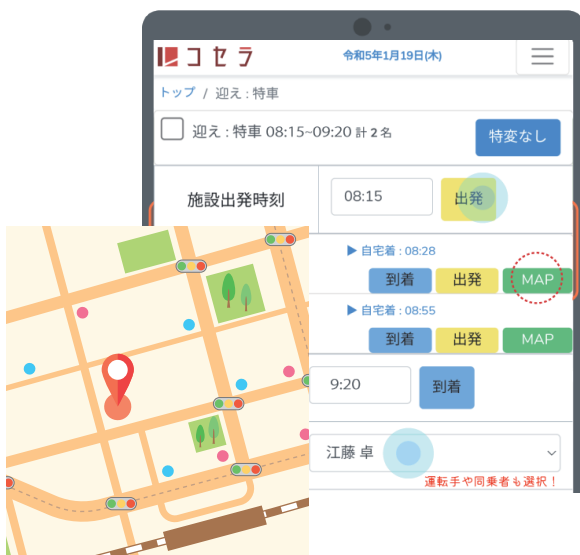 コセラ
令和5年1月19日(木)
トップ / 迎え : 特車
迎え : 特車 08:15~09:20 計 2 名
特変なし
施設出発時刻
08:15
出発
▶ 自宅着 : 08:28
到着 出発 MAP
▶ 自宅着 : 08:55
到着 出発 MAP
9:20
到着
江藤 卓
運転手や同乗者も選択！